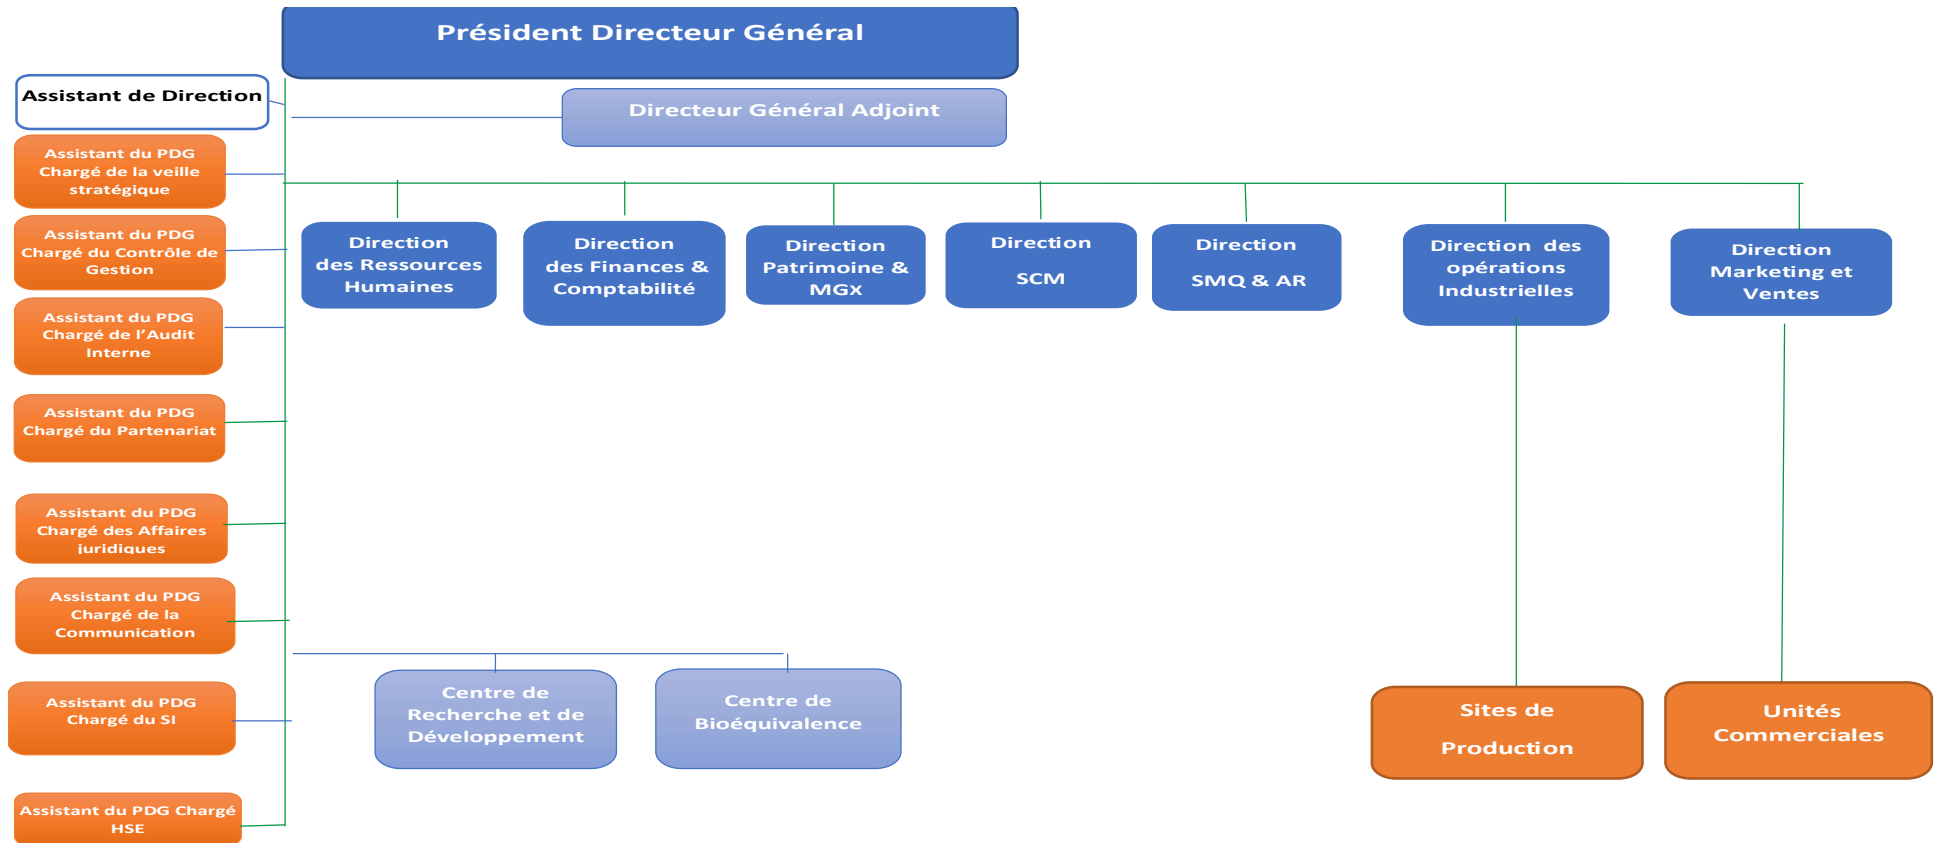 Président Directeur Général
Assistant de Direction
Directeur Général Adjoint
Assistant du PDG
Chargé de la veille
stratégique
Assistant du PDG
Chargé du Contrôle de
Gestion
Assistant du PDG
Chargé de l’Audit
Interne
Assistant du PDG
Chargé du Partenariat
Assistant du PDG
Chargé des Affaires
juridiques
Assistant du PDG
Chargé de la
Communication
Assistant du PDG
Chargé du SI
Assistant du PDG Chargé
HSE
Direction
des Ressources
Humaines
Direction
des Finances &
Comptabilité
Direction
Patrimoine &
MGX
Direction
SCM
Direction
SMQ & AR
Direction des
opérations
Industrielles
Direction
Marketing et
Ventes
Centre de
Recherche et de
Développement
Centre de
Bioéquivalence
Sites de
Production
Unités
Commerciales